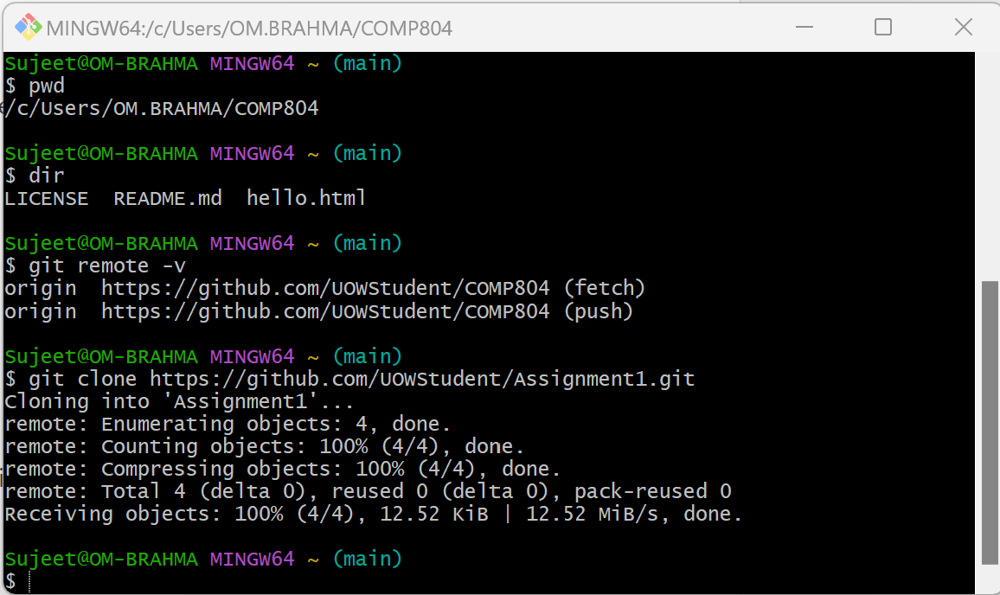 MINGW64:/c/Users/OM.BRAHMA/COMP804
Sujeet@OM-BRAHMA MINGW64 ~ (main)
$ pwd
/c/Users/OM.BRAHMA/COMP804
Sujeet@OM-BRAHMA MINGW64 ~ (main)
$ dir
LICENSE  README.md  hello.html
Sujeet@OM-BRAHMA MINGW64 ~ (main)
$ git remote -v
origin  https://github.com/UOWStudent/COMP804 (fetch)
origin  https://github.com/UOWStudent/COMP804 (push)
Sujeet@OM-BRAHMA MINGW64 ~ (main)
$ git clone https://github.com/UOWStudent/Assignment1.git
Cloning into 'Assignment1'...
remote: Enumerating objects: 4, done.
remote: Counting objects: 100% (4/4), done.
remote: Compressing objects: 100% (4/4), done.
remote: Total 4 (delta 0), reused 0 (delta 0), pack-reused 0
Receiving objects: 100% (4/4), 12.52 KiB | 12.52 MiB/s, done.
Sujeet@OM-BRAHMA MINGW64 ~ (main)
$